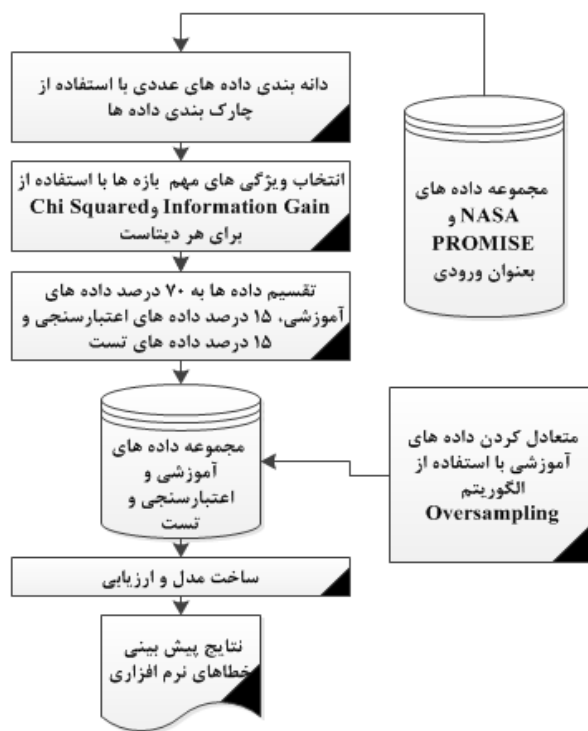 دانه بندی داده های عددی با استفاده از
چارک بندی داده ها
مجموعه داده های
NASA و
PROMISE
بعنوان ورودی
انتخاب ویژگی های مهم بازه ها با استفاده از
Chi Squared و Information Gain
برای هر دیتاست
تقسیم داده ها به ۷۰ درصد داده های
آموزشی، ۱۵ درصد داده های اعتبارسنجی و
۱۵ درصد داده های تست
مجموعه داده های
آموزشی و
اعتبارسنجی و
تست
متعادل کردن داده های
آموزشی با استفاده از
الگوریتم
Oversampling
ساخت مدل و ارزیابی
نتایج پیش بینی
خطاهای نرم افزاری